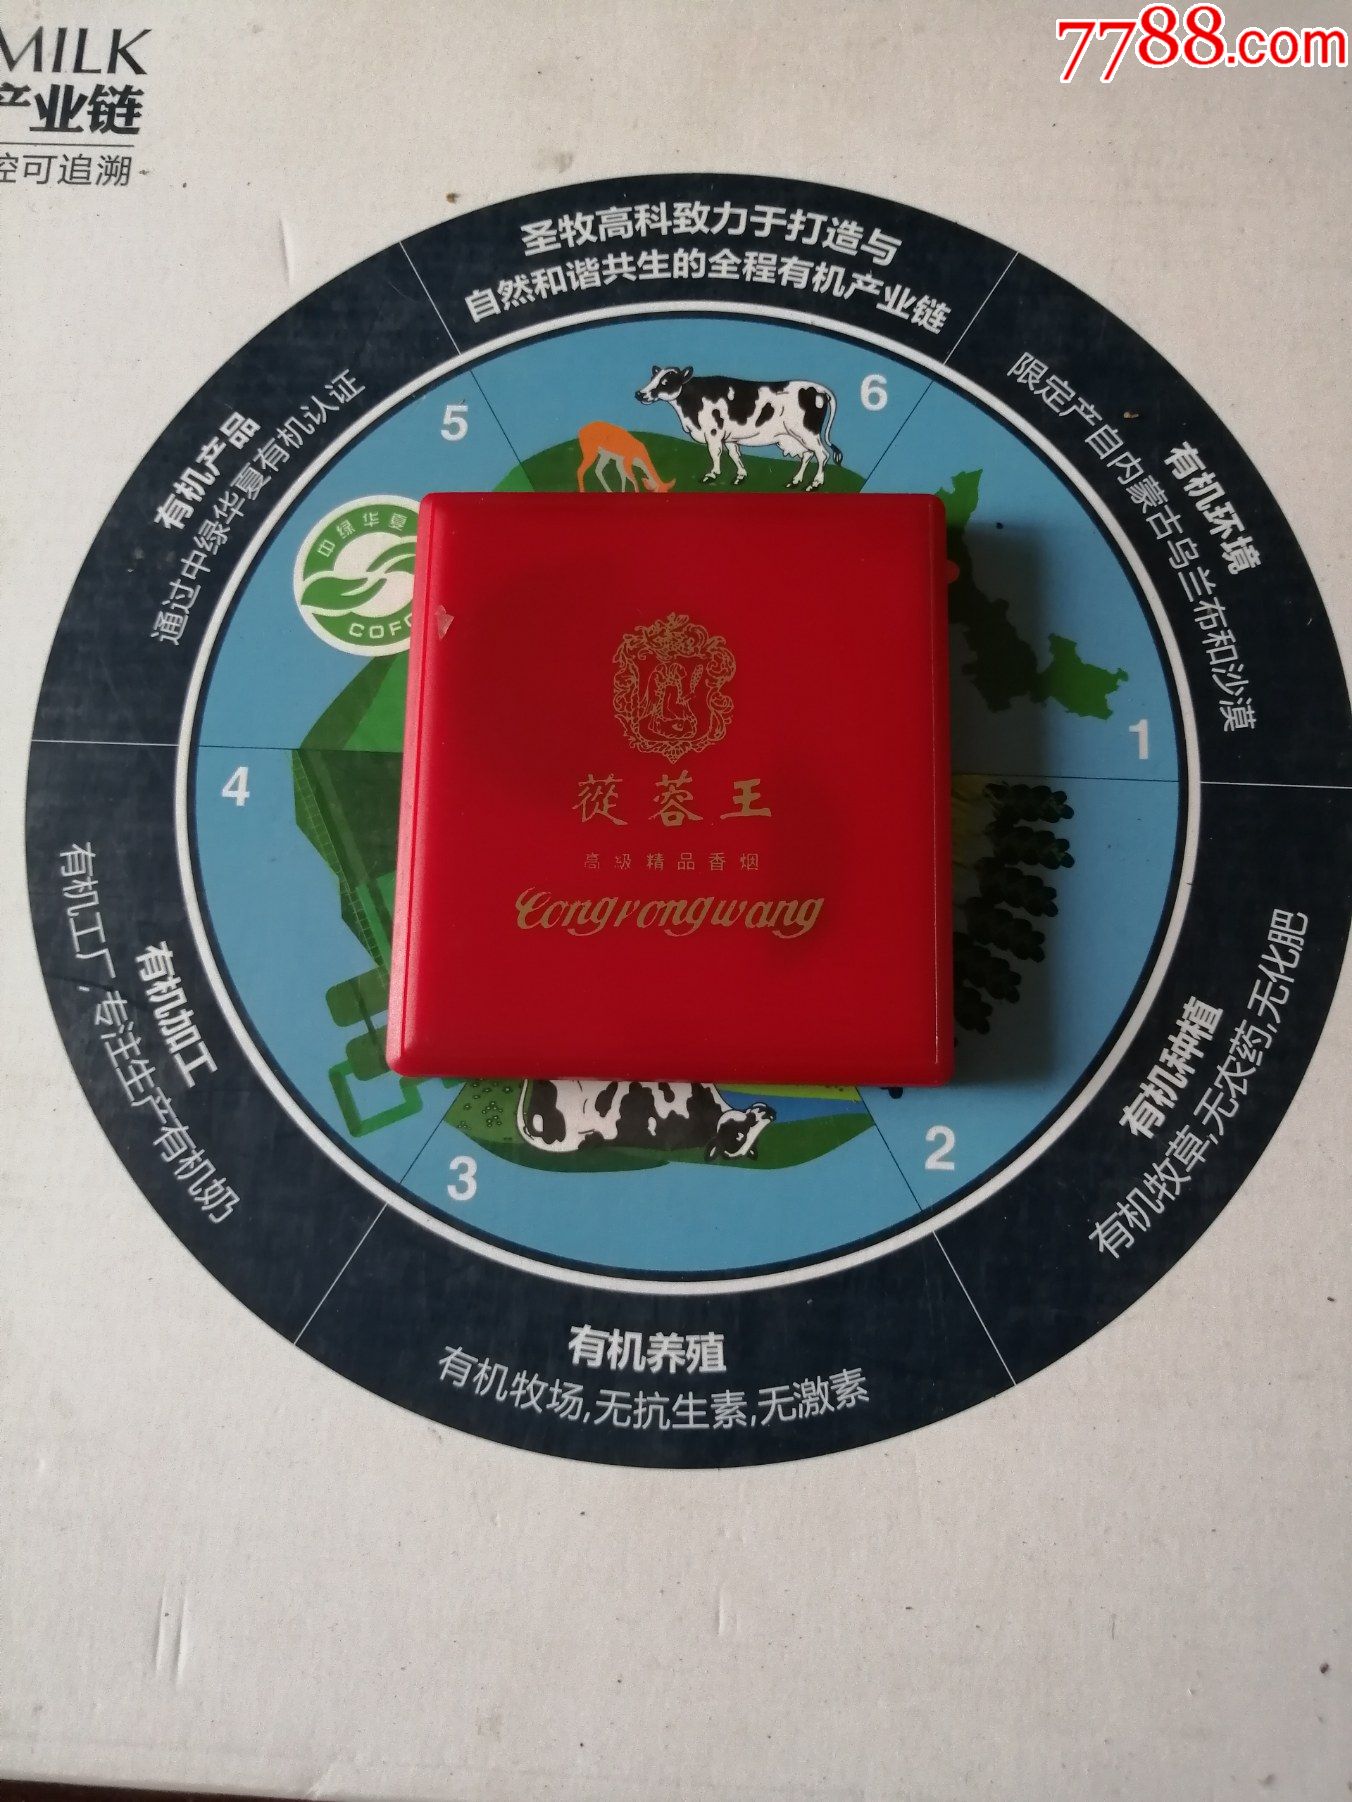 7788.com
MILK
产业链
控可追溯
圣牧高科致力于打造与
自然和谐共生的全程有机产业链
6
有机环境
限定产自内蒙古乌兰布和沙漠
1
有机种植
有机牧草,无农药,无化肥
2
有机养殖
有机牧场,无抗生素,无激素
3
有机加工
有机工厂,专注生产有机奶
4
有机产品
通过中绿华夏有机认证
5
中绿华夏
COFC
蓯蓉王
高級精品香烟
Congrongwang